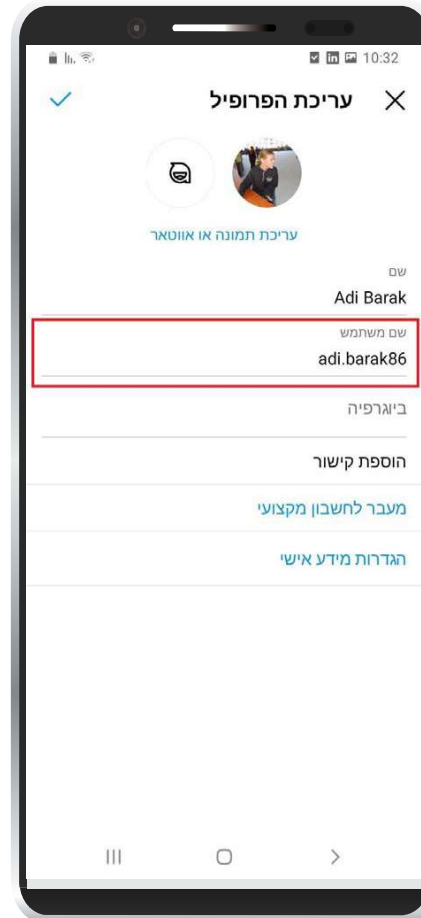 10:32
עריכת הפרופיל
עריכת תמונה או אווטאר
שם
Adi Barak
שם משתמש
adi.barak86
ביוגרפיה
הוספת קישור
מעבר לחשבון מקצועי
הגדרות מידע אישי